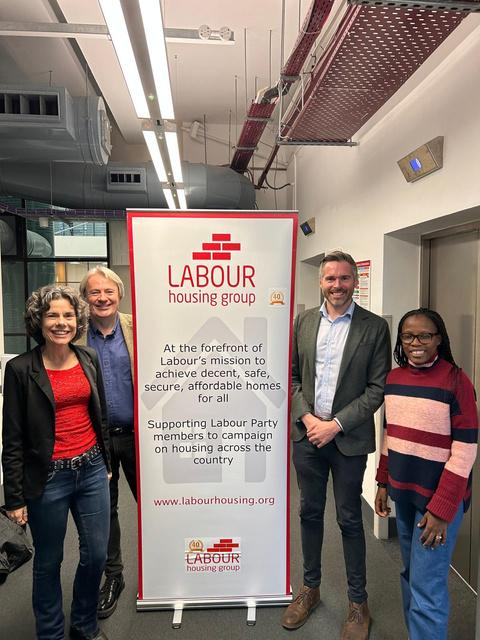 LABOUR
housing group
40
At the forefront of
Labour's mission to
achieve decent, safe,
secure, affordable homes
for all
Supporting Labour Party
members to campaign
on housing across the
country
www.labourhousing.org
40
LABOUR
housing group